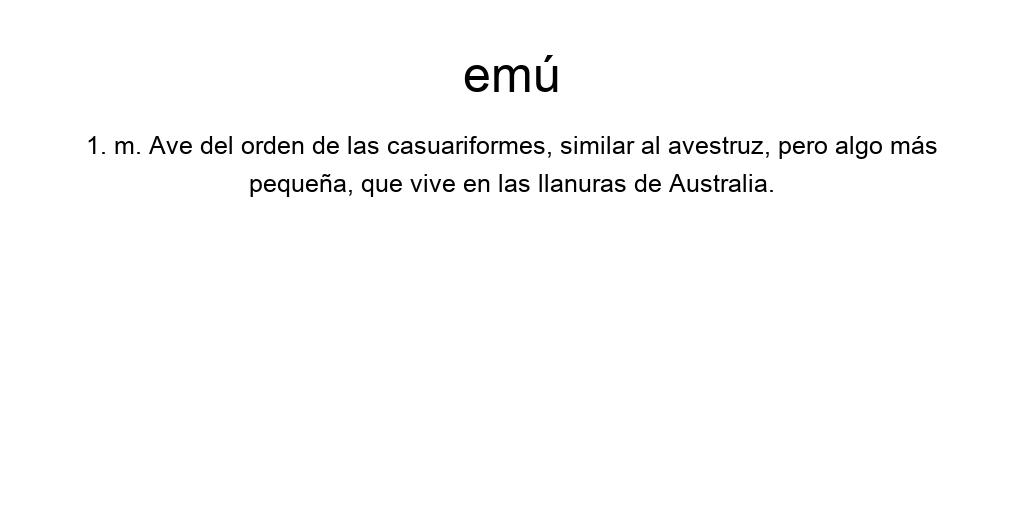 emú
1. m. Ave del orden de las casuariformes, similar al avestruz, pero algo más
pequeña, que vive en las llanuras de Australia.